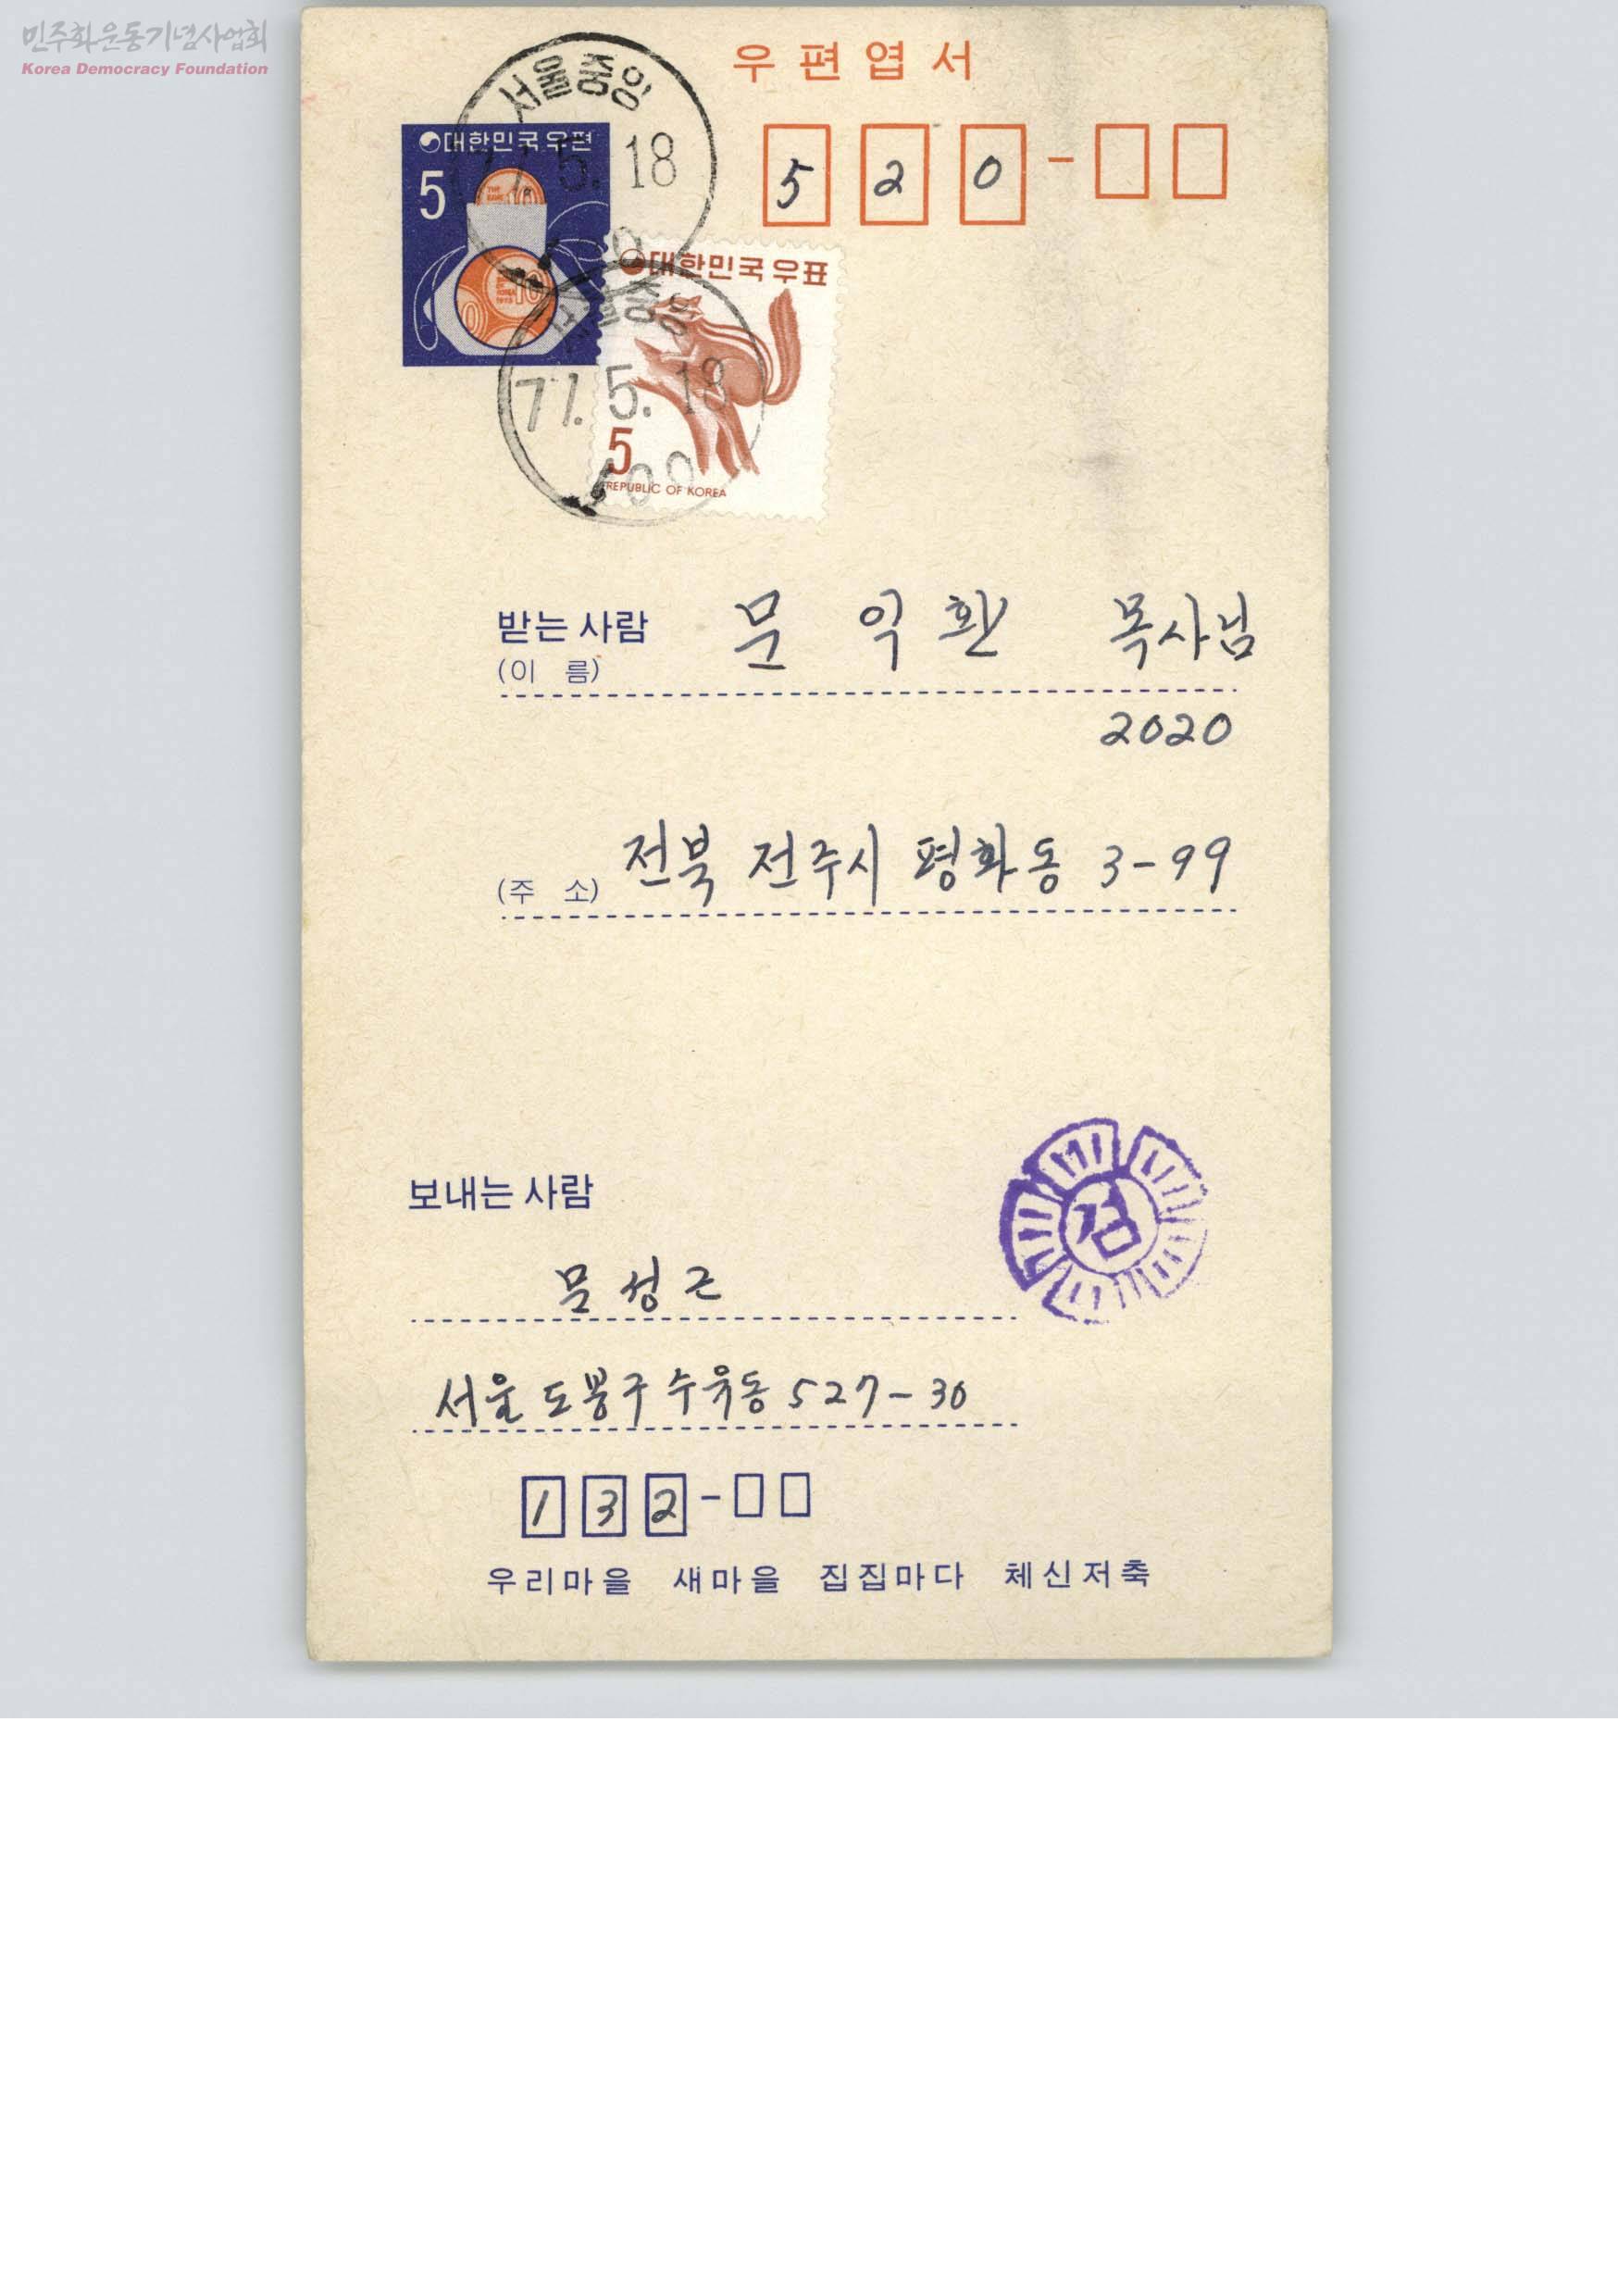 민주화운동기념사업회
Korea Democracy Foundation
우편엽서
서울중앙
77. 5. 18
대한민국우편
5
520-
대한민국우표
중앙
77. 5. 18
5
REPUBLIC OF KOREA
받는 사람 문 익 환 목사님
(이 름)
2020
(주 소) 전북 전주시 평화동 3-99
보내는 사람
검
문성근
서울 도봉구 수유동 527-30
132-
우리마을 새마을 집집마다 체신저축